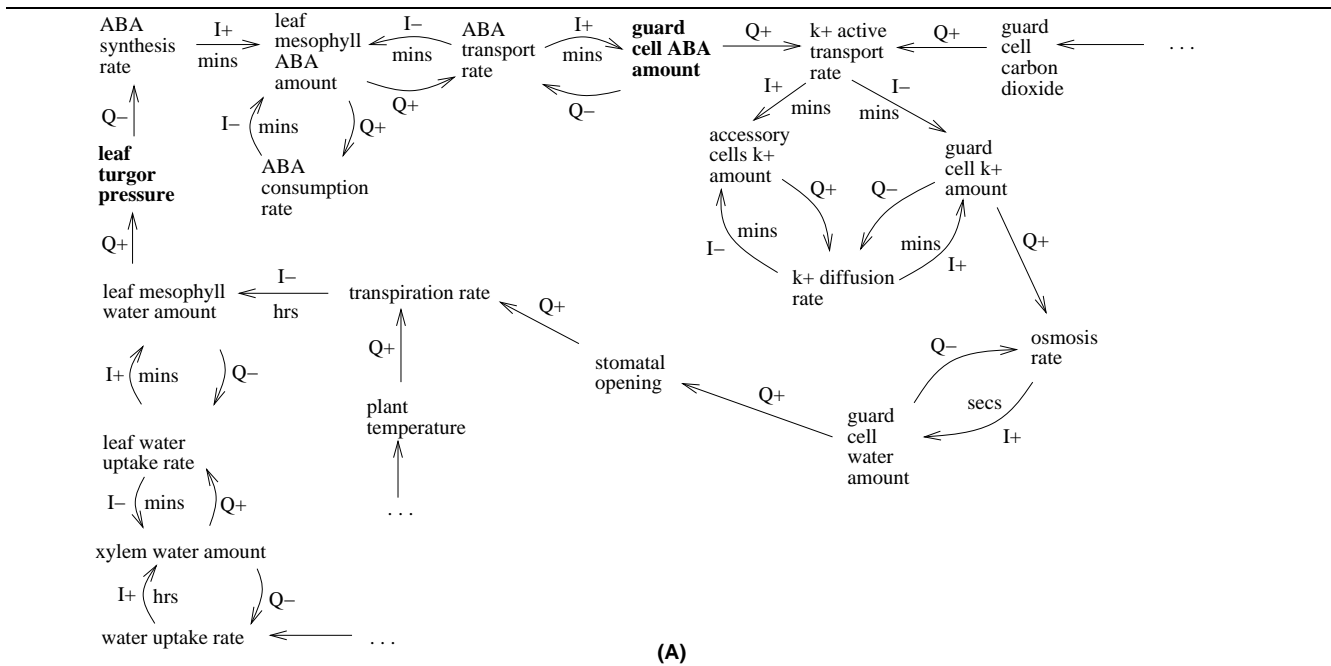 ABA
synthesis
rate
I+
mins
leaf
mesophyll
ABA
amount
I−
mins
Q+
ABA
transport
rate
I+
mins
Q−
guard
cell ABA
amount
Q+
k+ active
transport
rate
Q+
guard
cell
carbon
dioxide
. . .
Q−
I−
mins
Q+
ABA
consumption
rate
leaf
turgor
pressure
I+
mins
I−
mins
accessory
cells k+
amount
guard
cell k+
amount
Q+
Q−
mins
I−
mins
I+
k+ diffusion
rate
Q+
Q+
leaf mesophyll
water amount
I−
hrs
transpiration rate
Q+
Q+
stomatal
opening
osmosis
rate
Q−
secs
I+
Q+
guard
cell
water
amount
plant
temperature
. . .
I+
mins
Q−
leaf water
uptake rate
I−
mins
Q+
xylem water amount
I+
hrs
Q−
water uptake rate
. . .
(A)